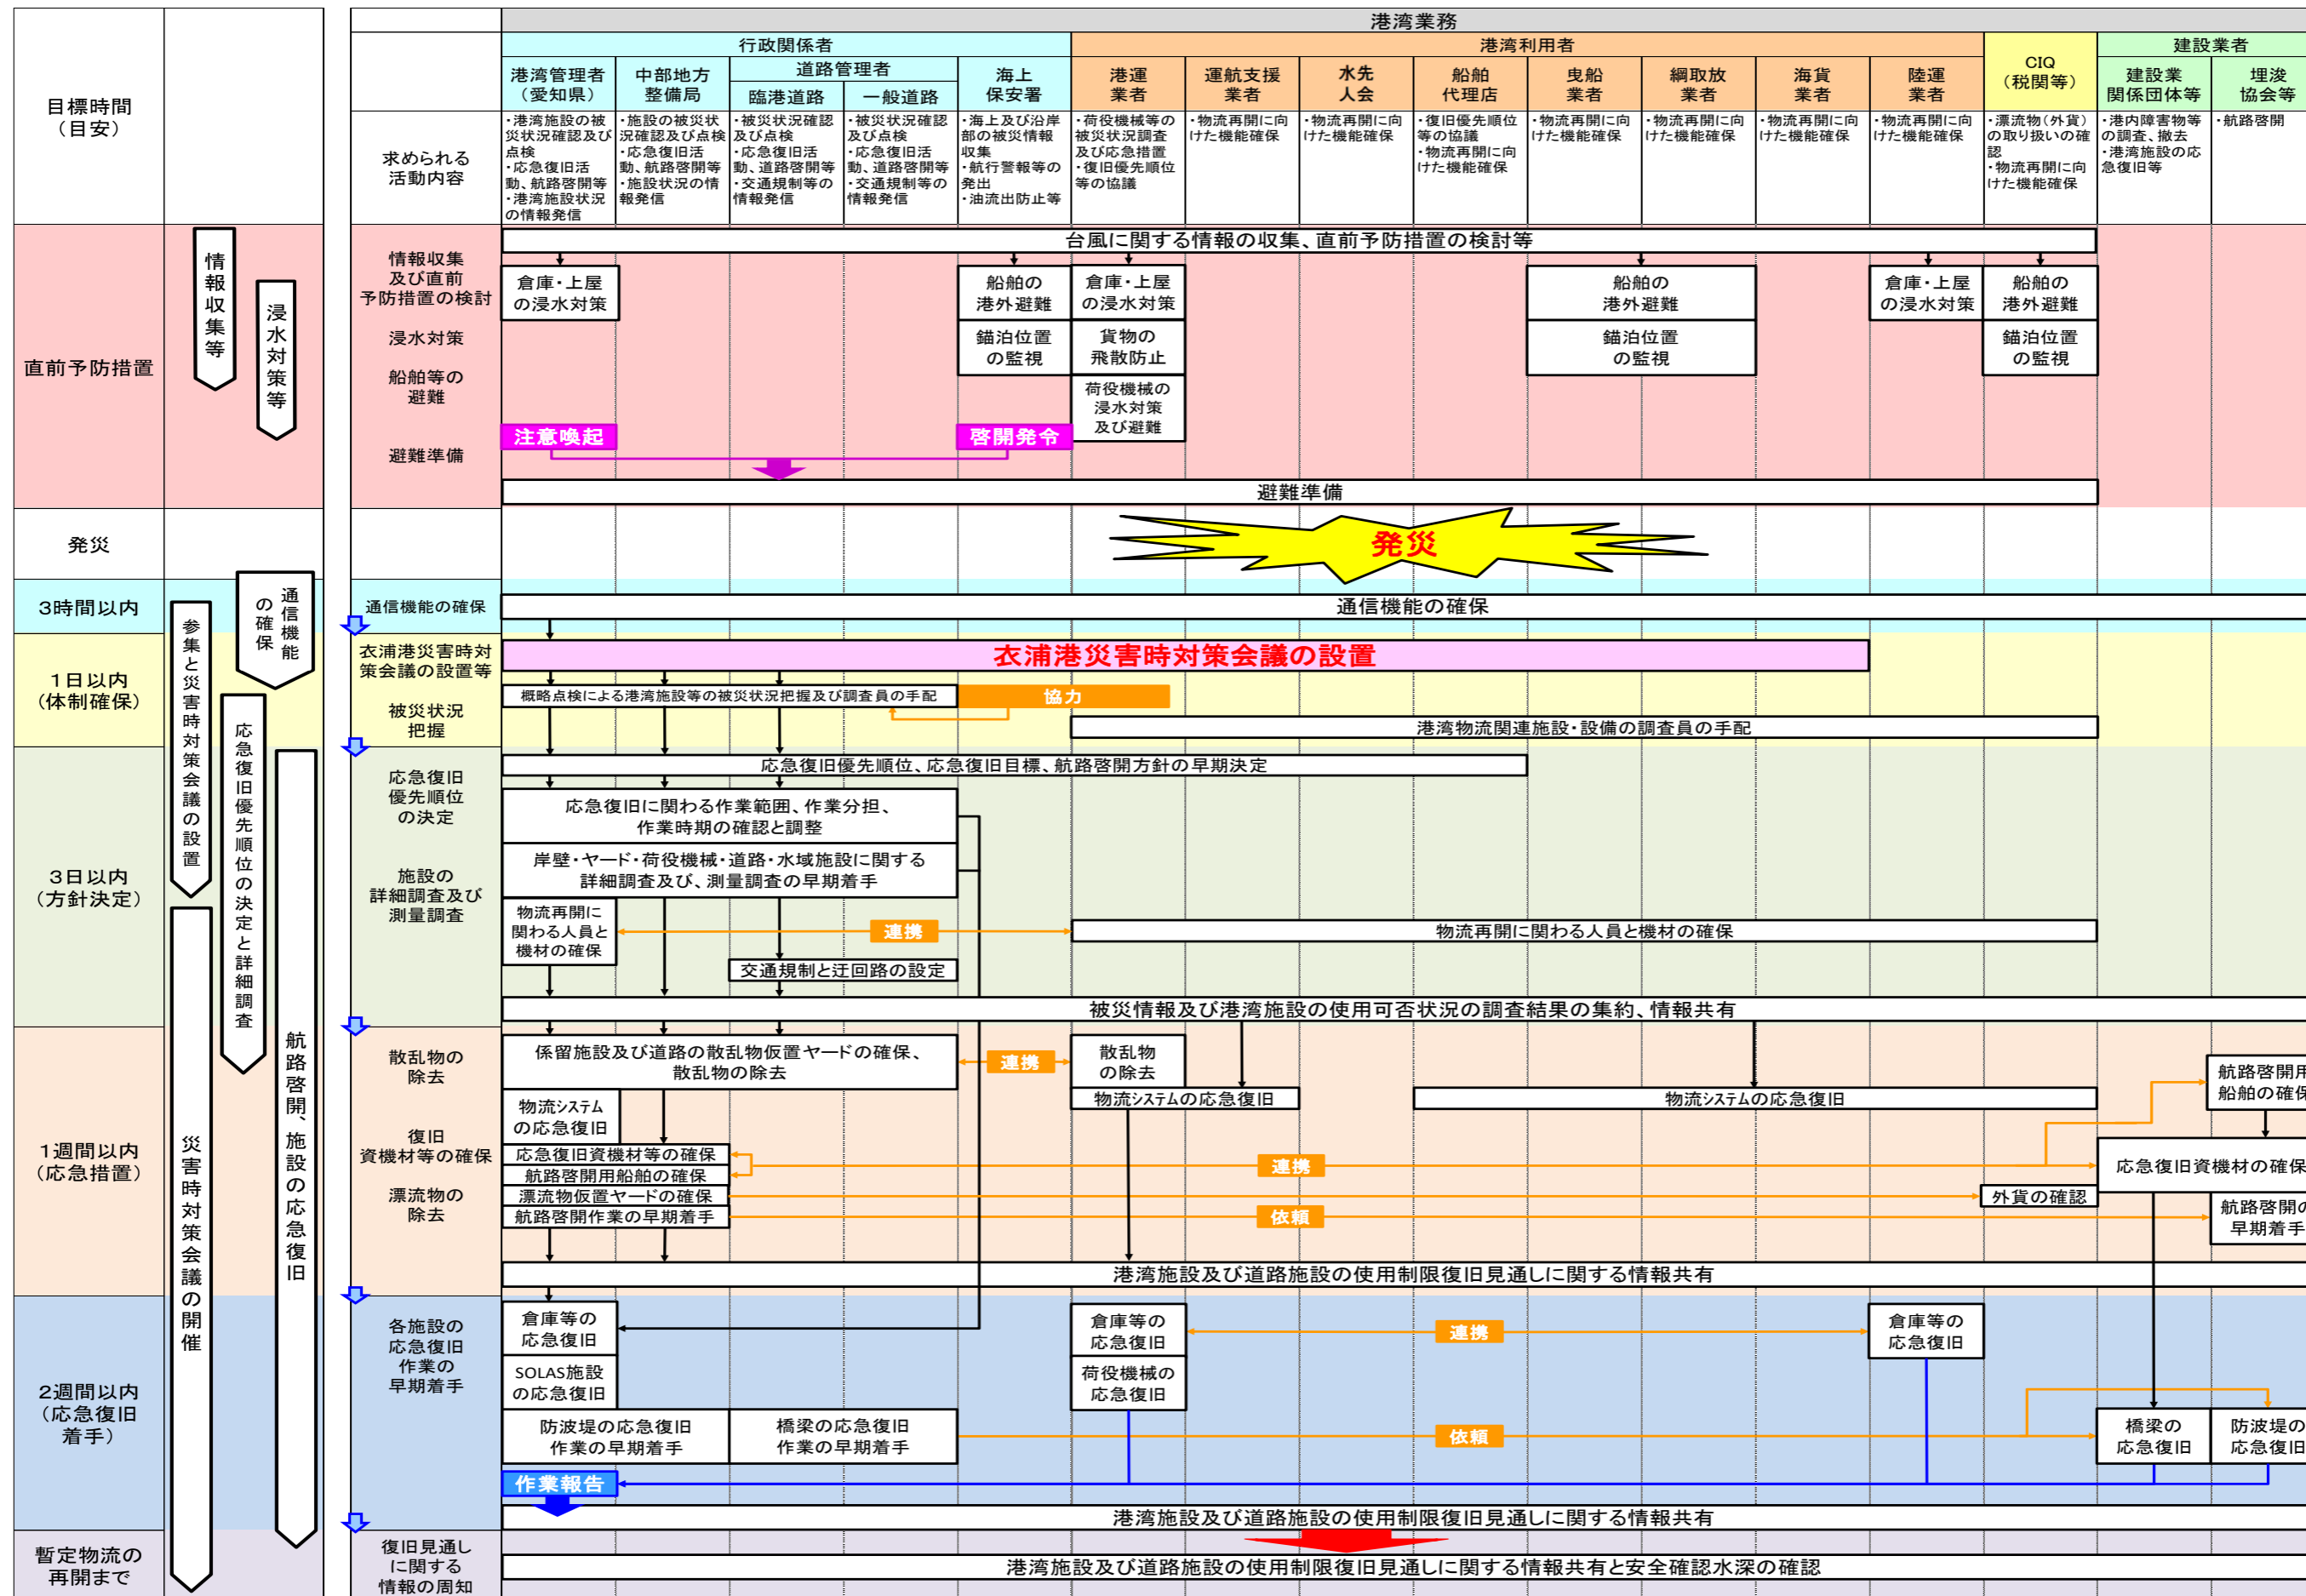 港湾業務
行政関係者
港湾利用者
CIQ
（税関等）
建設業者
港湾管理者
（愛知県）
中部地方
整備局
道路管理者
臨港道路
一般道路
海上
保安署
港運
業者
運航支援
業者
水先
人会
船舶
代理店
曳船
業者
綱取放
業者
海貨
業者
陸運
業者
建設業
関係団体等
埋浚
協会等
目標時間
（目安）
求められる
活動内容
・港湾施設の被
災状況確認及び
点検
・応急復旧活
動、航路啓開等
・港湾施設状況
の情報発信
・施設の被災状
況確認及び点検
・応急復旧活
動、航路啓開等
・施設状況の情
報発信
・被災状況確認
及び点検
・応急復旧活
動、道路啓開等
・交通規制等の
情報発信
・被災状況確認
及び点検
・応急復旧活
動、道路啓開等
・交通規制等の
情報発信
・海上及び沿岸
部の被災情報
収集
・航行警報等の
発出
・油流出防止等
・荷役機械等の
被災状況調査
及び応急措置
・復旧優先順位
等の協議
・物流再開に向
けた機能確保
・物流再開に向
けた機能確保
・復旧優先順位
等の協議
・物流再開に向
けた機能確保
・物流再開に向
けた機能確保
・物流再開に向
けた機能確保
・物流再開に向
けた機能確保
・物流再開に向
けた機能確保
・漂流物（外貨）
の取り扱いの確
認
・物流再開に向
けた機能確保
・港内障害物等
の調査、撤去
・港湾施設の応
急復旧等
・航路啓開
直前予防措置
情報収集等
浸水対策等
情報収集
及び直前
予防措置の検討
浸水対策
船舶等の
避難
避難準備
台風に関する情報の収集、直前予防措置の検討等
倉庫・上屋
の浸水対策
船舶の
港外避難
倉庫・上屋
の浸水対策
船舶の
港外避難
倉庫・上屋
の浸水対策
船舶の
港外避難
錨泊位置
の監視
貨物の
飛散防止
錨泊位置
の監視
錨泊位置
の監視
荷役機械の
浸水対策
及び避難
注意喚起
啓開発令
避難準備
発災
発災
3時間以内
通信機能
の確保
通信機能の確保
通信機能の確保
参集と災害時対策会議の設置
1日以内
（体制確保）
衣浦港災害時対
策会議の設置等
被災状況
把握
衣浦港災害時対策会議の設置
概略点検による港湾施設等の被災状況把握及び調査員の手配
協力
港湾物流関連施設・設備の調査員の手配
応急復旧優先順位の決定と詳細調査
航路啓開、施設の応急復旧
3日以内
（方針決定）
応急復旧
優先順位
の決定
施設の
詳細調査及び
測量調査
応急復旧優先順位、応急復旧目標、航路啓開方針の早期決定
応急復旧に関わる作業範囲、作業分担、
作業時期の確認と調整
岸壁・ヤード・荷役機械・道路・水域施設に関する
詳細調査及び、測量調査の早期着手
物流再開に
関わる人員と
機材の確保
連携
物流再開に関わる人員と機材の確保
交通規制と迂回路の設定
被災情報及び港湾施設の使用可否状況の調査結果の集約、情報共有
災害時対策会議の開催
1週間以内
（応急措置）
散乱物の
除去
復旧
資機材等の確保
漂流物の
除去
係留施設及び道路の散乱物仮置ヤードの確保、
散乱物の除去
連携
散乱物
の除去
物流システムの応急復旧
物流システムの応急復旧
航路啓開用
船舶の確保
物流システム
の応急復旧
応急復旧資機材等の確保
航路啓開用船舶の確保
連携
応急復旧資機材の確保
漂流物仮置ヤードの確保
外貨の確認
航路啓開作業の早期着手
依頼
航路啓開の
早期着手
港湾施設及び道路施設の使用制限復旧見通しに関する情報共有
2週間以内
（応急復旧
着手）
各施設の
応急復旧
作業の
早期着手
倉庫等の
応急復旧
倉庫等の
応急復旧
連携
倉庫等の
応急復旧
SOLAS施設
の応急復旧
荷役機械の
応急復旧
防波堤の応急復旧
作業の早期着手
橋梁の応急復旧
作業の早期着手
依頼
橋梁の
応急復旧
防波堤の
応急復旧
作業報告
港湾施設及び道路施設の使用制限復旧見通しに関する情報共有
暫定物流の
再開まで
復旧見通し
に関する
情報の周知
港湾施設及び道路施設の使用制限復旧見通しに関する情報共有と安全確認水深の確認